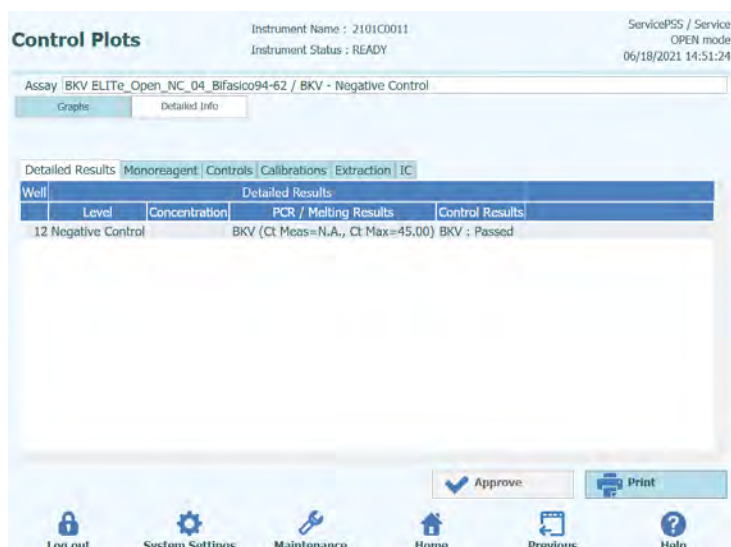 Control Plots
Instrument Name : 2101C0011
Instrument Status : READY
ServicePSS / Service
OPEN mode
06/18/2021 14:51:24
Assay BKV ELITe_Open_NC_04_Bifasico94-62 / BKV - Negative Control
Graphs Detailed Info
Detailed Results Monoreagent Controls Calibrations Extraction IC
Well Detailed Results
Level Concentration PCR / Melting Results Control Results
12 Negative Control BKV (Ct Meas=N.A., Ct Max=45.00) BKV : Passed
Approve Print
Log out System Settings Maintenance Home Previous Help